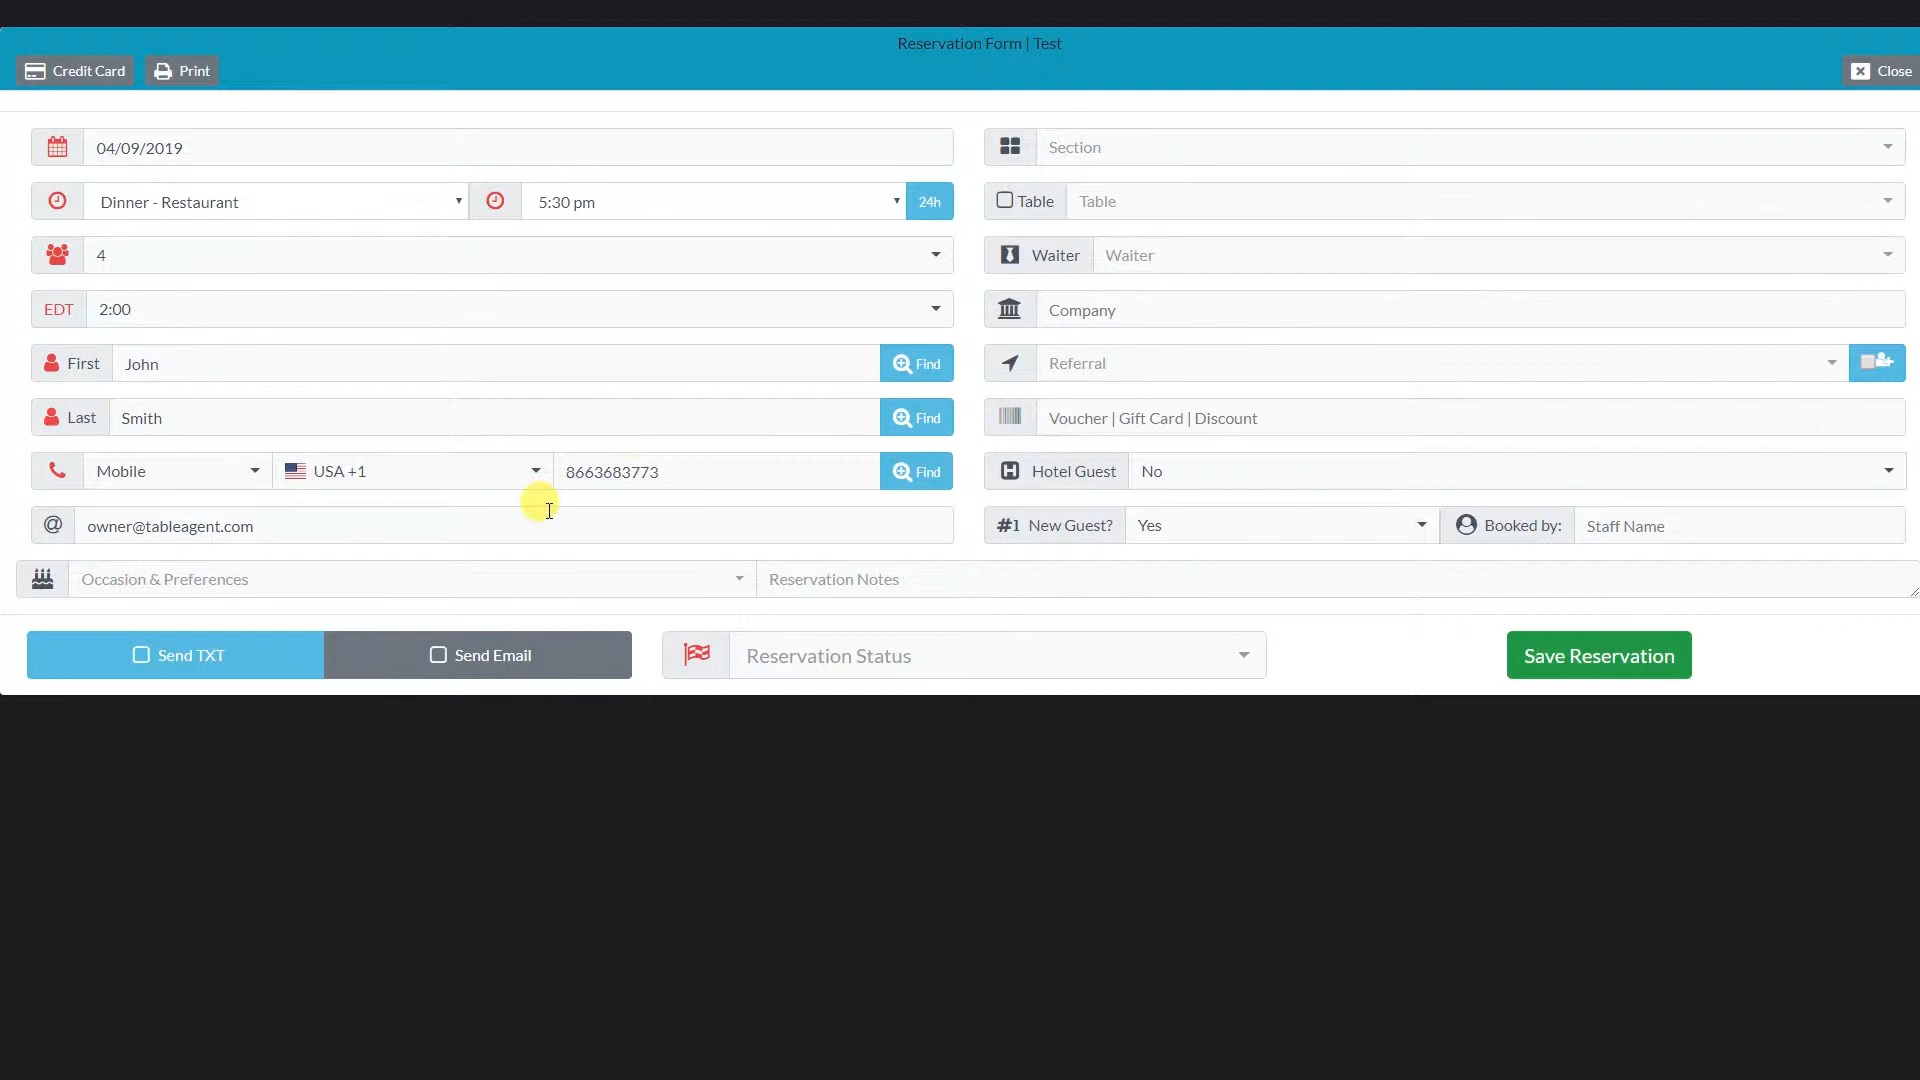 Reservation Form | Test
Credit Card
Print
Close
04/09/2019
Dinner - Restaurant
5:30 pm
24h
4
EDT
2:00
First
John
Find
Last
Smith
Find
Mobile
USA +1
8663683773
Find
@
owner@tableagent.com
Section
Table
Table
Waiter
Waiter
Company
Referral
Voucher | Gift Card | Discount
H
Hotel Guest
No
#1 New Guest?
Yes
Booked by:
Staff Name
Occasion & Preferences
Reservation Notes
Send TXT
Send Email
Reservation Status
Save Reservation